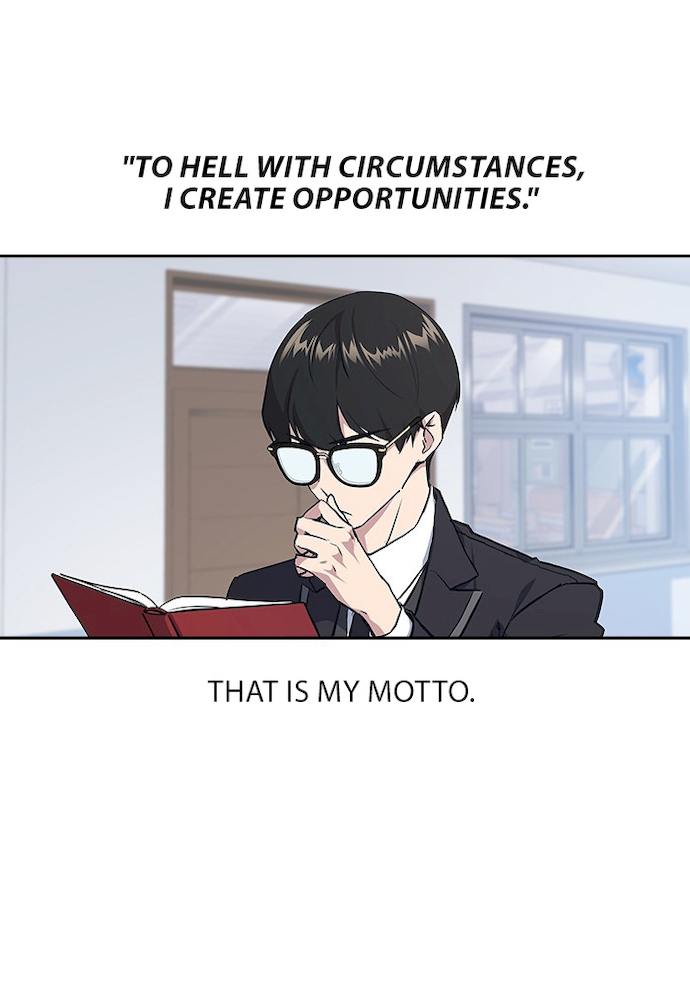 "TO HELL WITH CIRCUMSTANCES,
I CREATE OPPORTUNITIES."
THAT IS MY MOTTO.